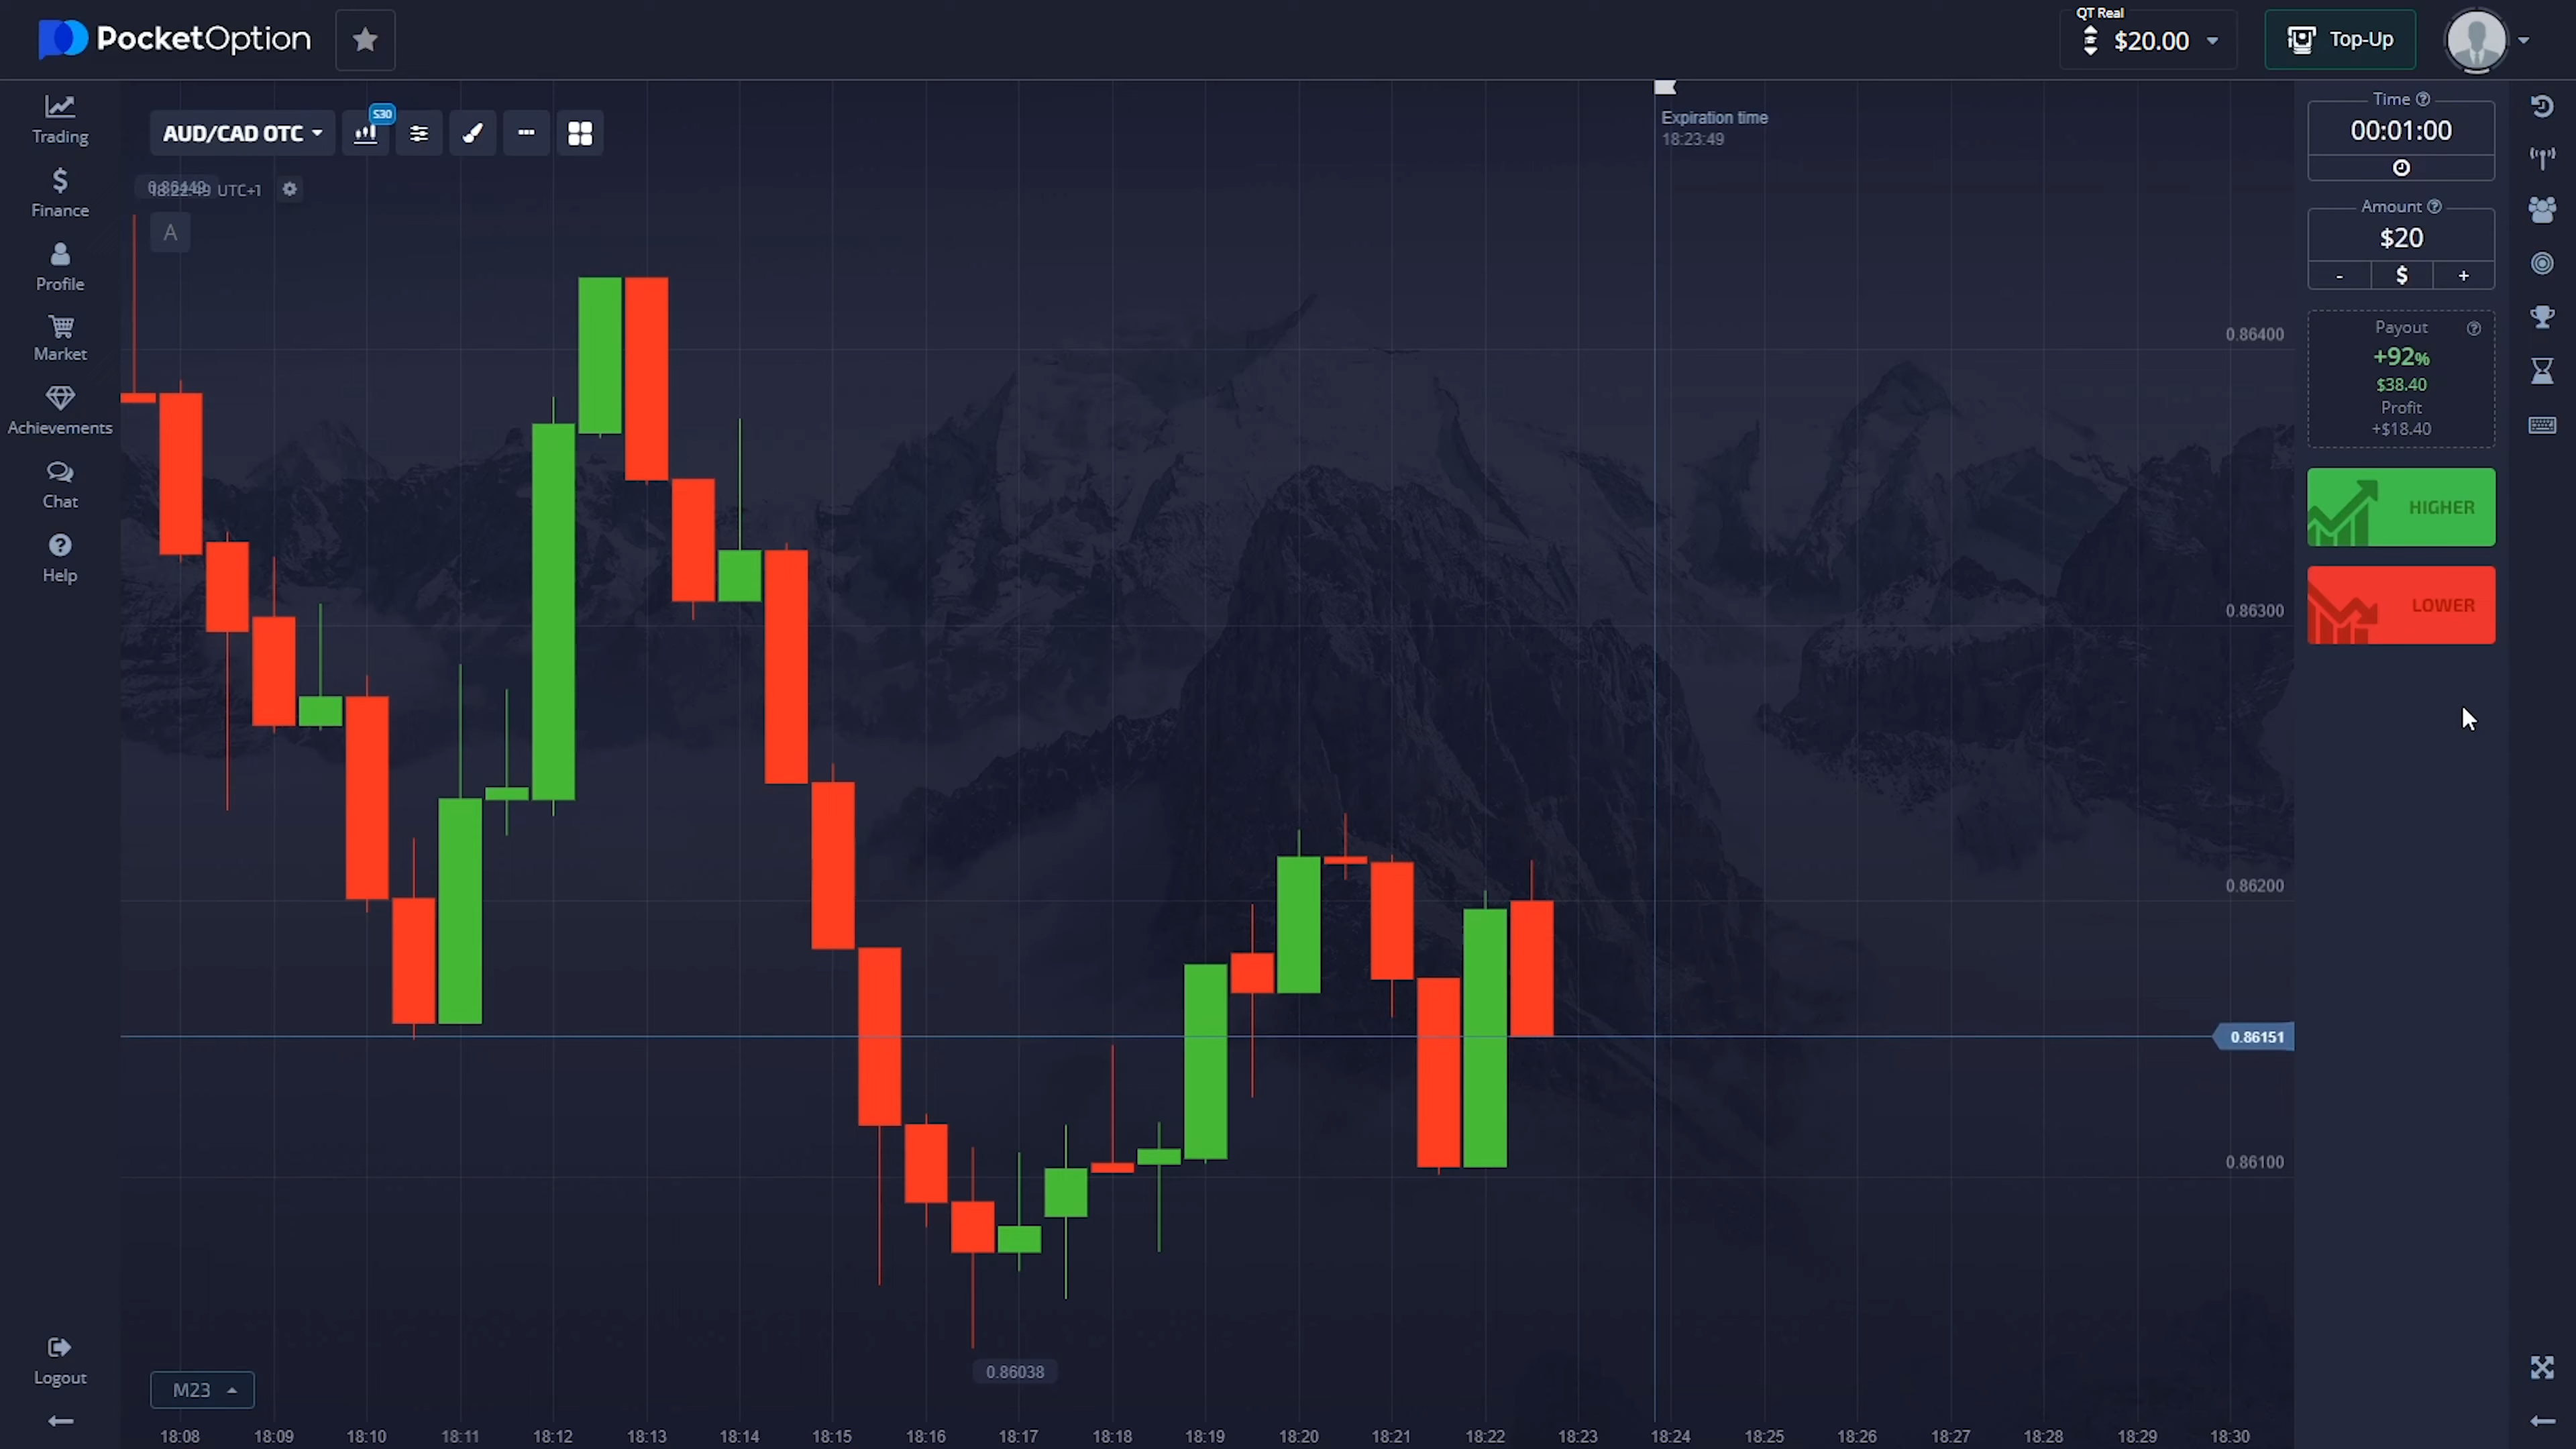 PocketOption
QT Real
$20.00
Top-Up
Trading
Finance
Profile
Market
Achievements
Chat
Help
Logout
AUD/CAD OTC
S30
0.86449
18:22:49 UTC+1
A
Expiration time
18:23:49
0.86400
0.86300
0.86200
0.86151
0.86100
0.86038
M23
18:08 18:09 18:10 18:11 18:12 18:13 18:14 18:15 18:16 18:17 18:18 18:19 18:20 18:21 18:22 18:23 18:24 18:25 18:26 18:27 18:28 18:29 18:30
Time
00:01:00
Amount
$20
- $ +
Payout
+92%
$38.40
Profit
+$18.40
HIGHER
LOWER